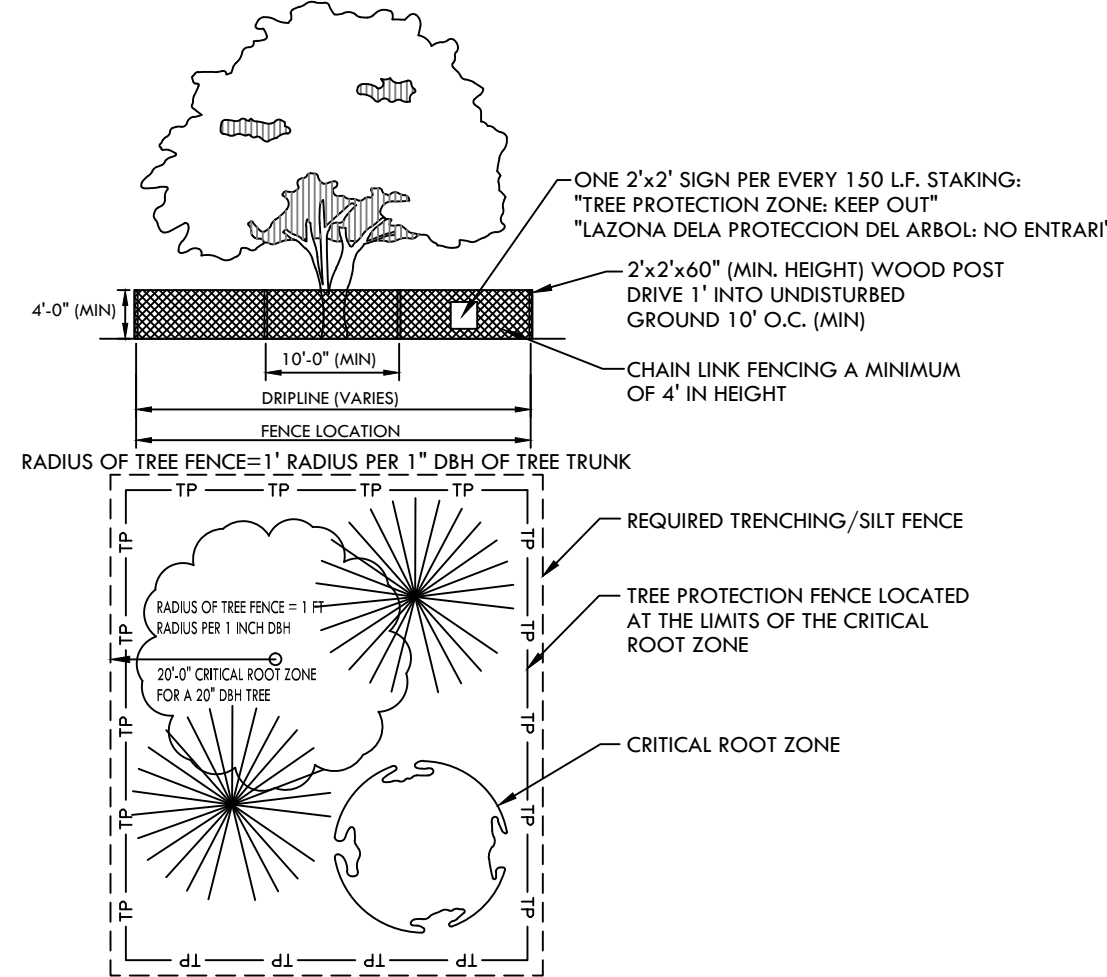 ONE 2'x2' SIGN PER EVERY 150 L.F. STAKING:
"TREE PROTECTION ZONE: KEEP OUT"
"LAZONA DELA PROTECCION DEL ARBOL: NO ENTRARI"
2'x2'x60" (MIN. HEIGHT) WOOD POST
DRIVE 1' INTO UNDISTURBED
GROUND 10' O.C. (MIN)
4'-0" (MIN)
CHAIN LINK FENCING A MINIMUM
OF 4' IN HEIGHT
10'-0" (MIN)
DRIPLINE (VARIES)
FENCE LOCATION
RADIUS OF TREE FENCE=1' RADIUS PER 1" DBH OF TREE TRUNK
TP TP TP TP
REQUIRED TRENCHING/SILT FENCE
TP TP
TREE PROTECTION FENCE LOCATED
AT THE LIMITS OF THE CRITICAL
ROOT ZONE
RADIUS OF TREE FENCE = 1 FT
RADIUS PER 1 INCH DBH
TP TP
20'-0" CRITICAL ROOT ZONE
FOR A 20" DBH TREE
TP TP
CRITICAL ROOT ZONE
TP TP
TP TP
TP TP TP TP